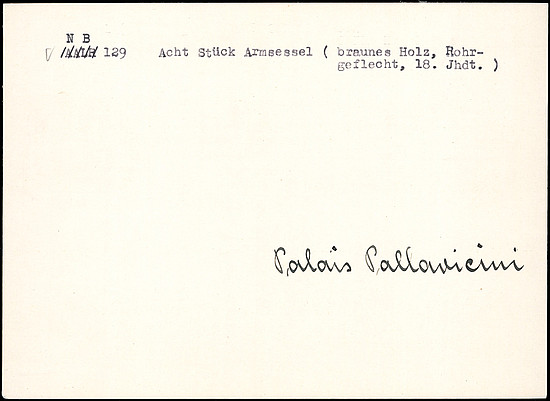 N B
129 Acht Stück Armsessel ( braunes Holz, Rohr-
geflecht, 18. Jhdt. )
Palais Pallavicini